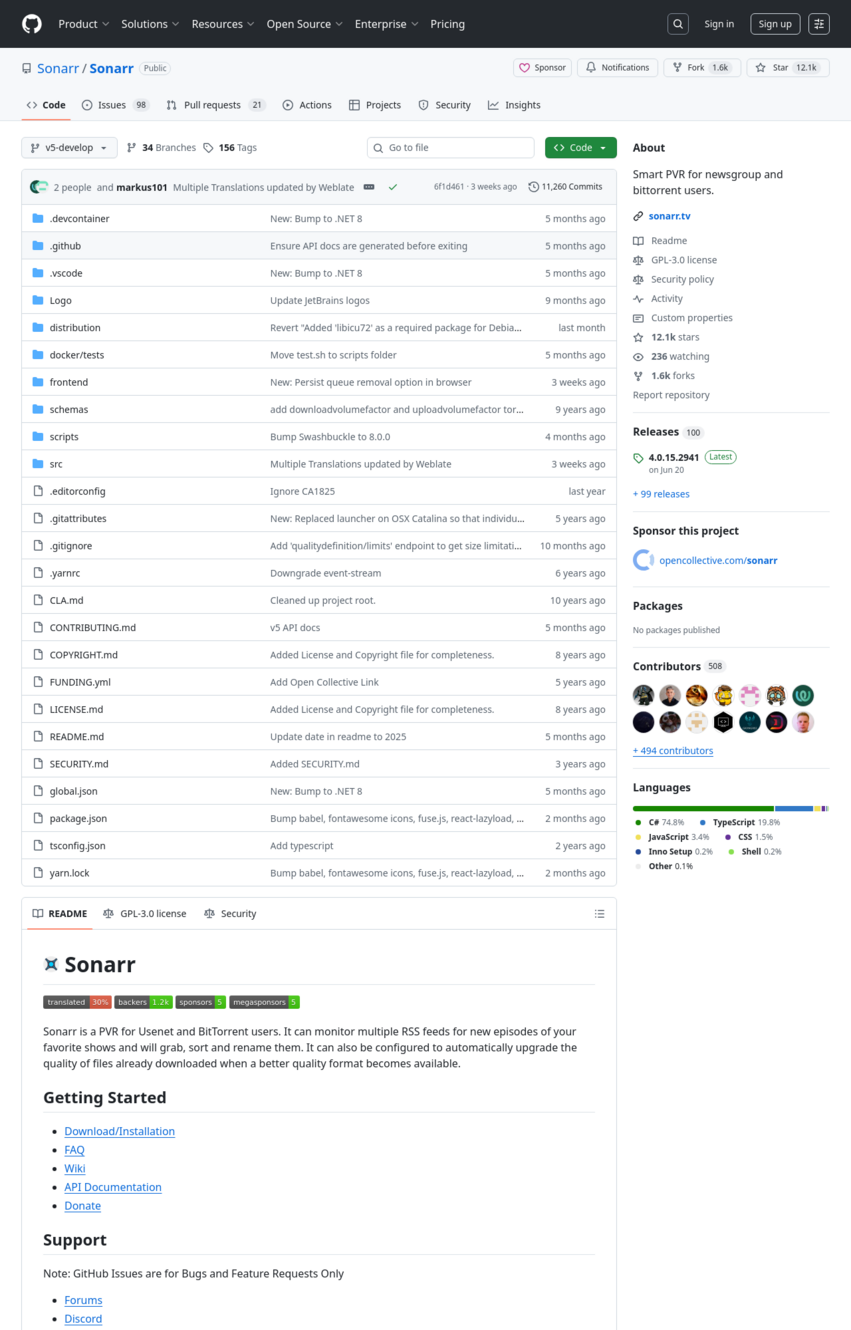 Product Solutions Resources Open Source Enterprise Pricing Sign in Sign up
Sonarr / Sonarr Public Sponsor Notifications Fork 1.6k Star 12.1k
Code Issues 98 Pull requests 21 Actions Projects Security Insights
v5-develop 34 Branches 156 Tags Go to file Code
2 people and markus101 Multiple Translations updated by Weblate 6f1d461 · 3 weeks ago 11,260 Commits
.devcontainer New: Bump to .NET 8 5 months ago
.github Ensure API docs are generated before exiting 5 months ago
.vscode New: Bump to .NET 8 5 months ago
Logo Update JetBrains logos 9 months ago
distribution Revert "Added 'libicu72' as a required package for Debia… last month
docker/tests Move test.sh to scripts folder 5 months ago
frontend New: Persist queue removal option in browser 3 weeks ago
schemas add downloadvolumefactor and uploadvolumefactor tor… 9 years ago
scripts Bump Swashbuckle to 8.0.0 4 months ago
src Multiple Translations updated by Weblate 3 weeks ago
.editorconfig Ignore CA1825 last year
.gitattributes New: Replaced launcher on OSX Catalina so that individu… 5 years ago
.gitignore Add 'qualitydefinition/limits' endpoint to get size limitati… 10 months ago
.yarnrc Downgrade event-stream 6 years ago
CLA.md Cleaned up project root. 10 years ago
CONTRIBUTING.md v5 API docs 5 months ago
COPYRIGHT.md Added License and Copyright file for completeness. 8 years ago
FUNDING.yml Add Open Collective Link 5 years ago
LICENSE.md Added License and Copyright file for completeness. 8 years ago
README.md Update date in readme to 2025 5 months ago
SECURITY.md Added SECURITY.md 3 years ago
global.json New: Bump to .NET 8 5 months ago
package.json Bump babel, fontawesome icons, fuse.js, react-lazyload, … 2 months ago
tsconfig.json Add typescript 2 years ago
yarn.lock Bump babel, fontawesome icons, fuse.js, react-lazyload, … 2 months ago
README GPL-3.0 license Security
Sonarr
translated 30% backers 1.2k sponsors 5 megasponsors 5
Sonarr is a PVR for Usenet and BitTorrent users. It can monitor multiple RSS feeds for new episodes of your
favorite shows and will grab, sort and rename them. It can also be configured to automatically upgrade the
quality of files already downloaded when a better quality format becomes available.
Getting Started
Download/Installation
FAQ
Wiki
API Documentation
Donate
Support
Note: GitHub Issues are for Bugs and Feature Requests Only
Forums
Discord
About
Smart PVR for newsgroup and
bittorrent users.
sonarr.tv
Readme
GPL-3.0 license
Security policy
Activity
Custom properties
12.1k stars
236 watching
1.6k forks
Report repository
Releases 100
4.0.15.2941 Latest
on Jun 20
+ 99 releases
Sponsor this project
opencollective.com/sonarr
Packages
No packages published
Contributors 508
+ 494 contributors
Languages
C# 74.8% TypeScript 19.8%
JavaScript 3.4% CSS 1.5%
Inno Setup 0.2% Shell 0.2%
Other 0.1%